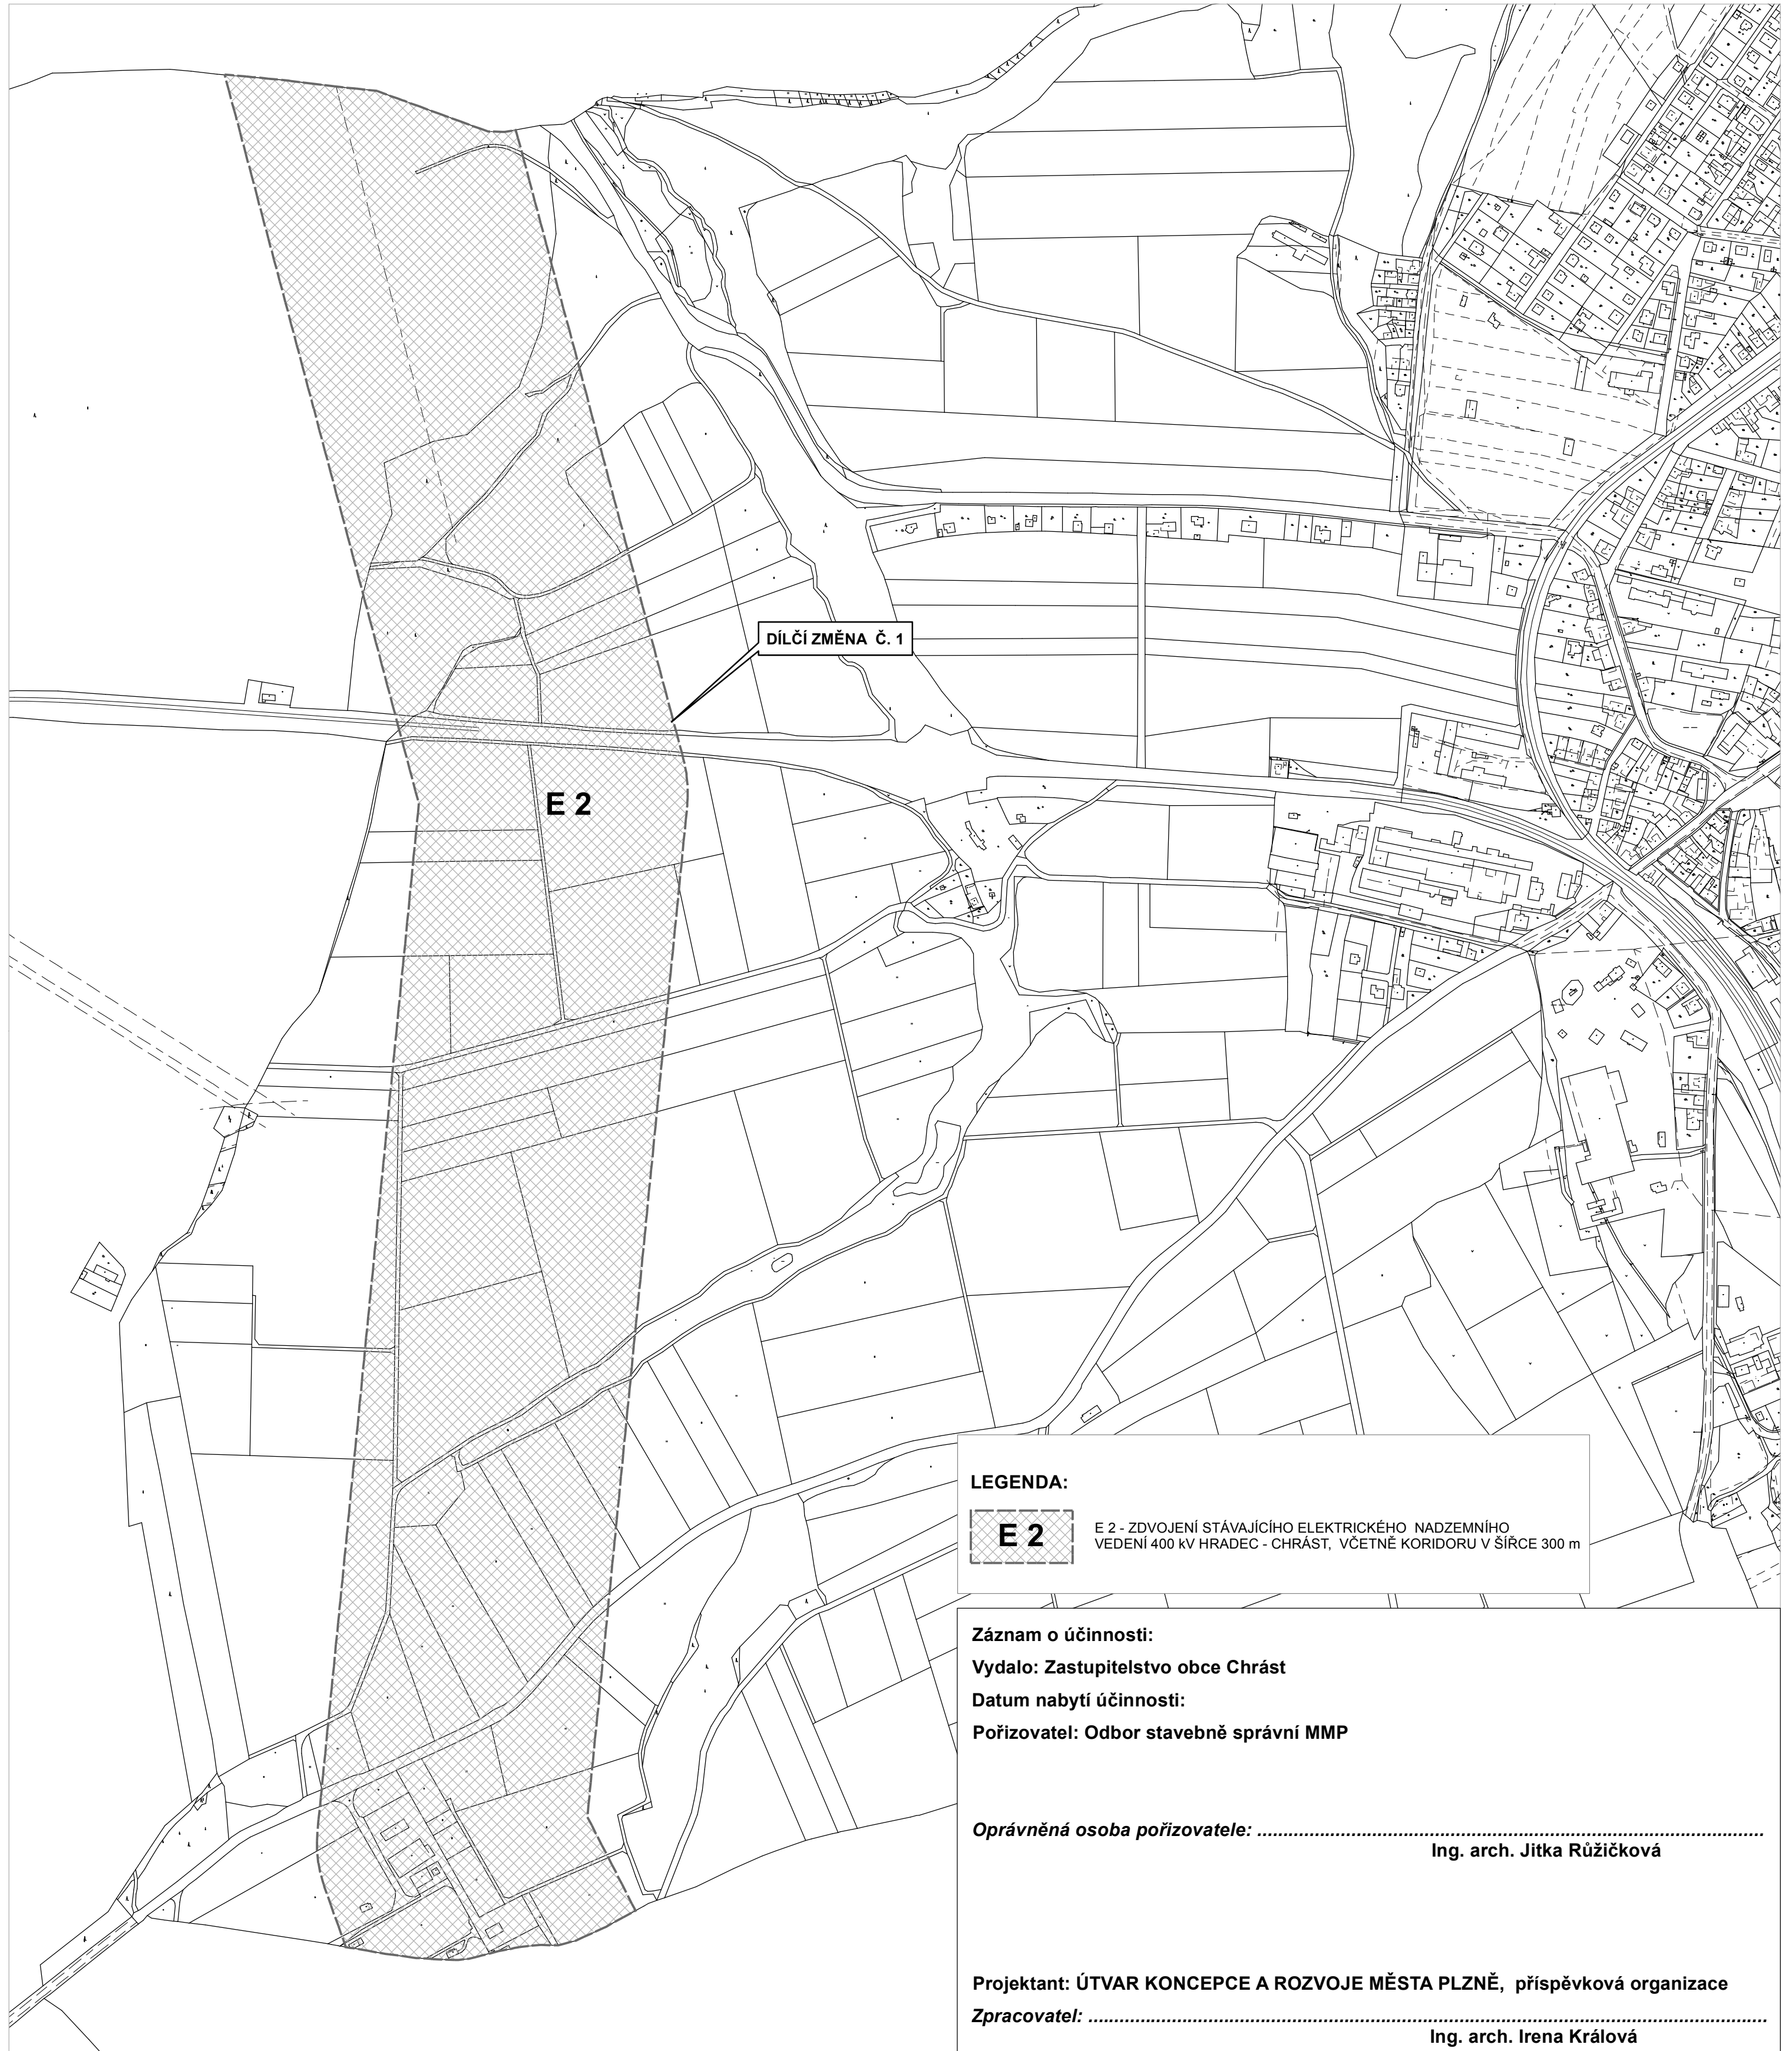 DÍLČÍ ZMĚNA Č. 1
E 2
LEGENDA:
E 2
E 2 - ZDVOJENÍ STÁVAJÍCÍHO ELEKTRICKÉHO NADZEMNÍHO
VEDENÍ 400 kV HRADEC - CHRÁST, VČETNĚ KORIDORU V ŠÍŘCE 300 m
Záznam o účinnosti:
Vydalo: Zastupitelstvo obce Chrást
Datum nabytí účinnosti:
Pořizovatel: Odbor stavebně správní MMP
Oprávněná osoba pořizovatele: ....................................................................................................
Ing. arch. Jitka Růžičková
Projektant: ÚTVAR KONCEPCE A ROZVOJE MĚSTA PLZNĚ, příspěvková organizace
Zpracovatel: ....................................................................................................................................
Ing. arch. Irena Králová